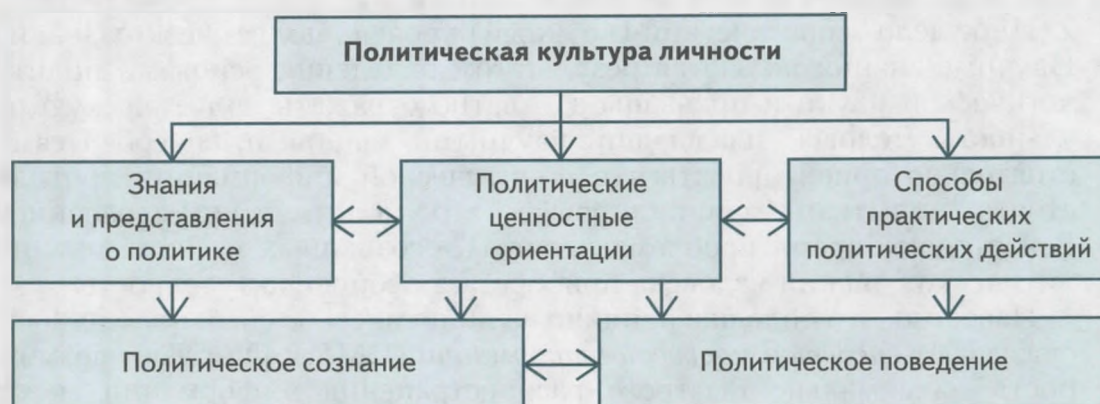 Политическая культура личности
Знания
и представления
о политике
Политические
ценностные
ориентации
Способы
практических
политических действий
Политическое сознание
Политическое поведение